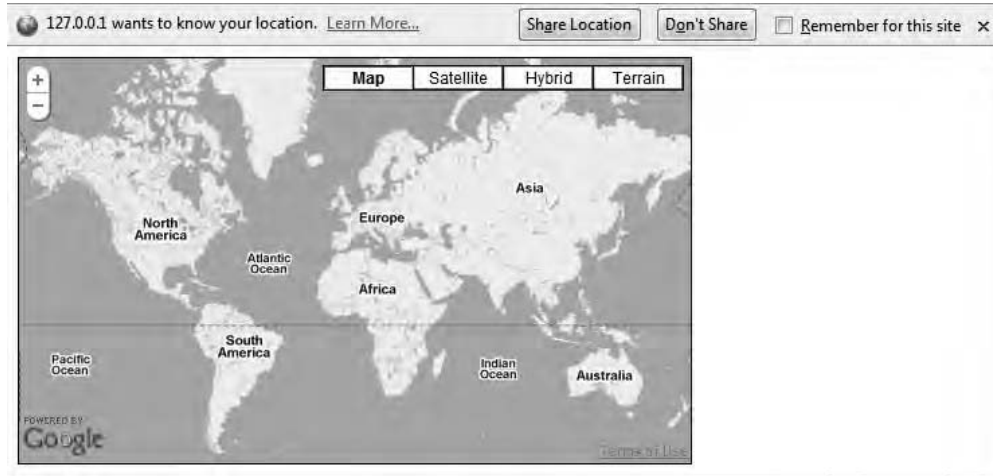 127.0.0.1 wants to know your location. Learn More... Share Location Don't Share Remember for this site ×
+
−
Map Satellite Hybrid Terrain
Asia
Europe
North
America
Atlantic
Ocean
Africa
South
America
Pacific
Ocean
Indian
Ocean
Australia
POWERED BY
Google
Terms of Use